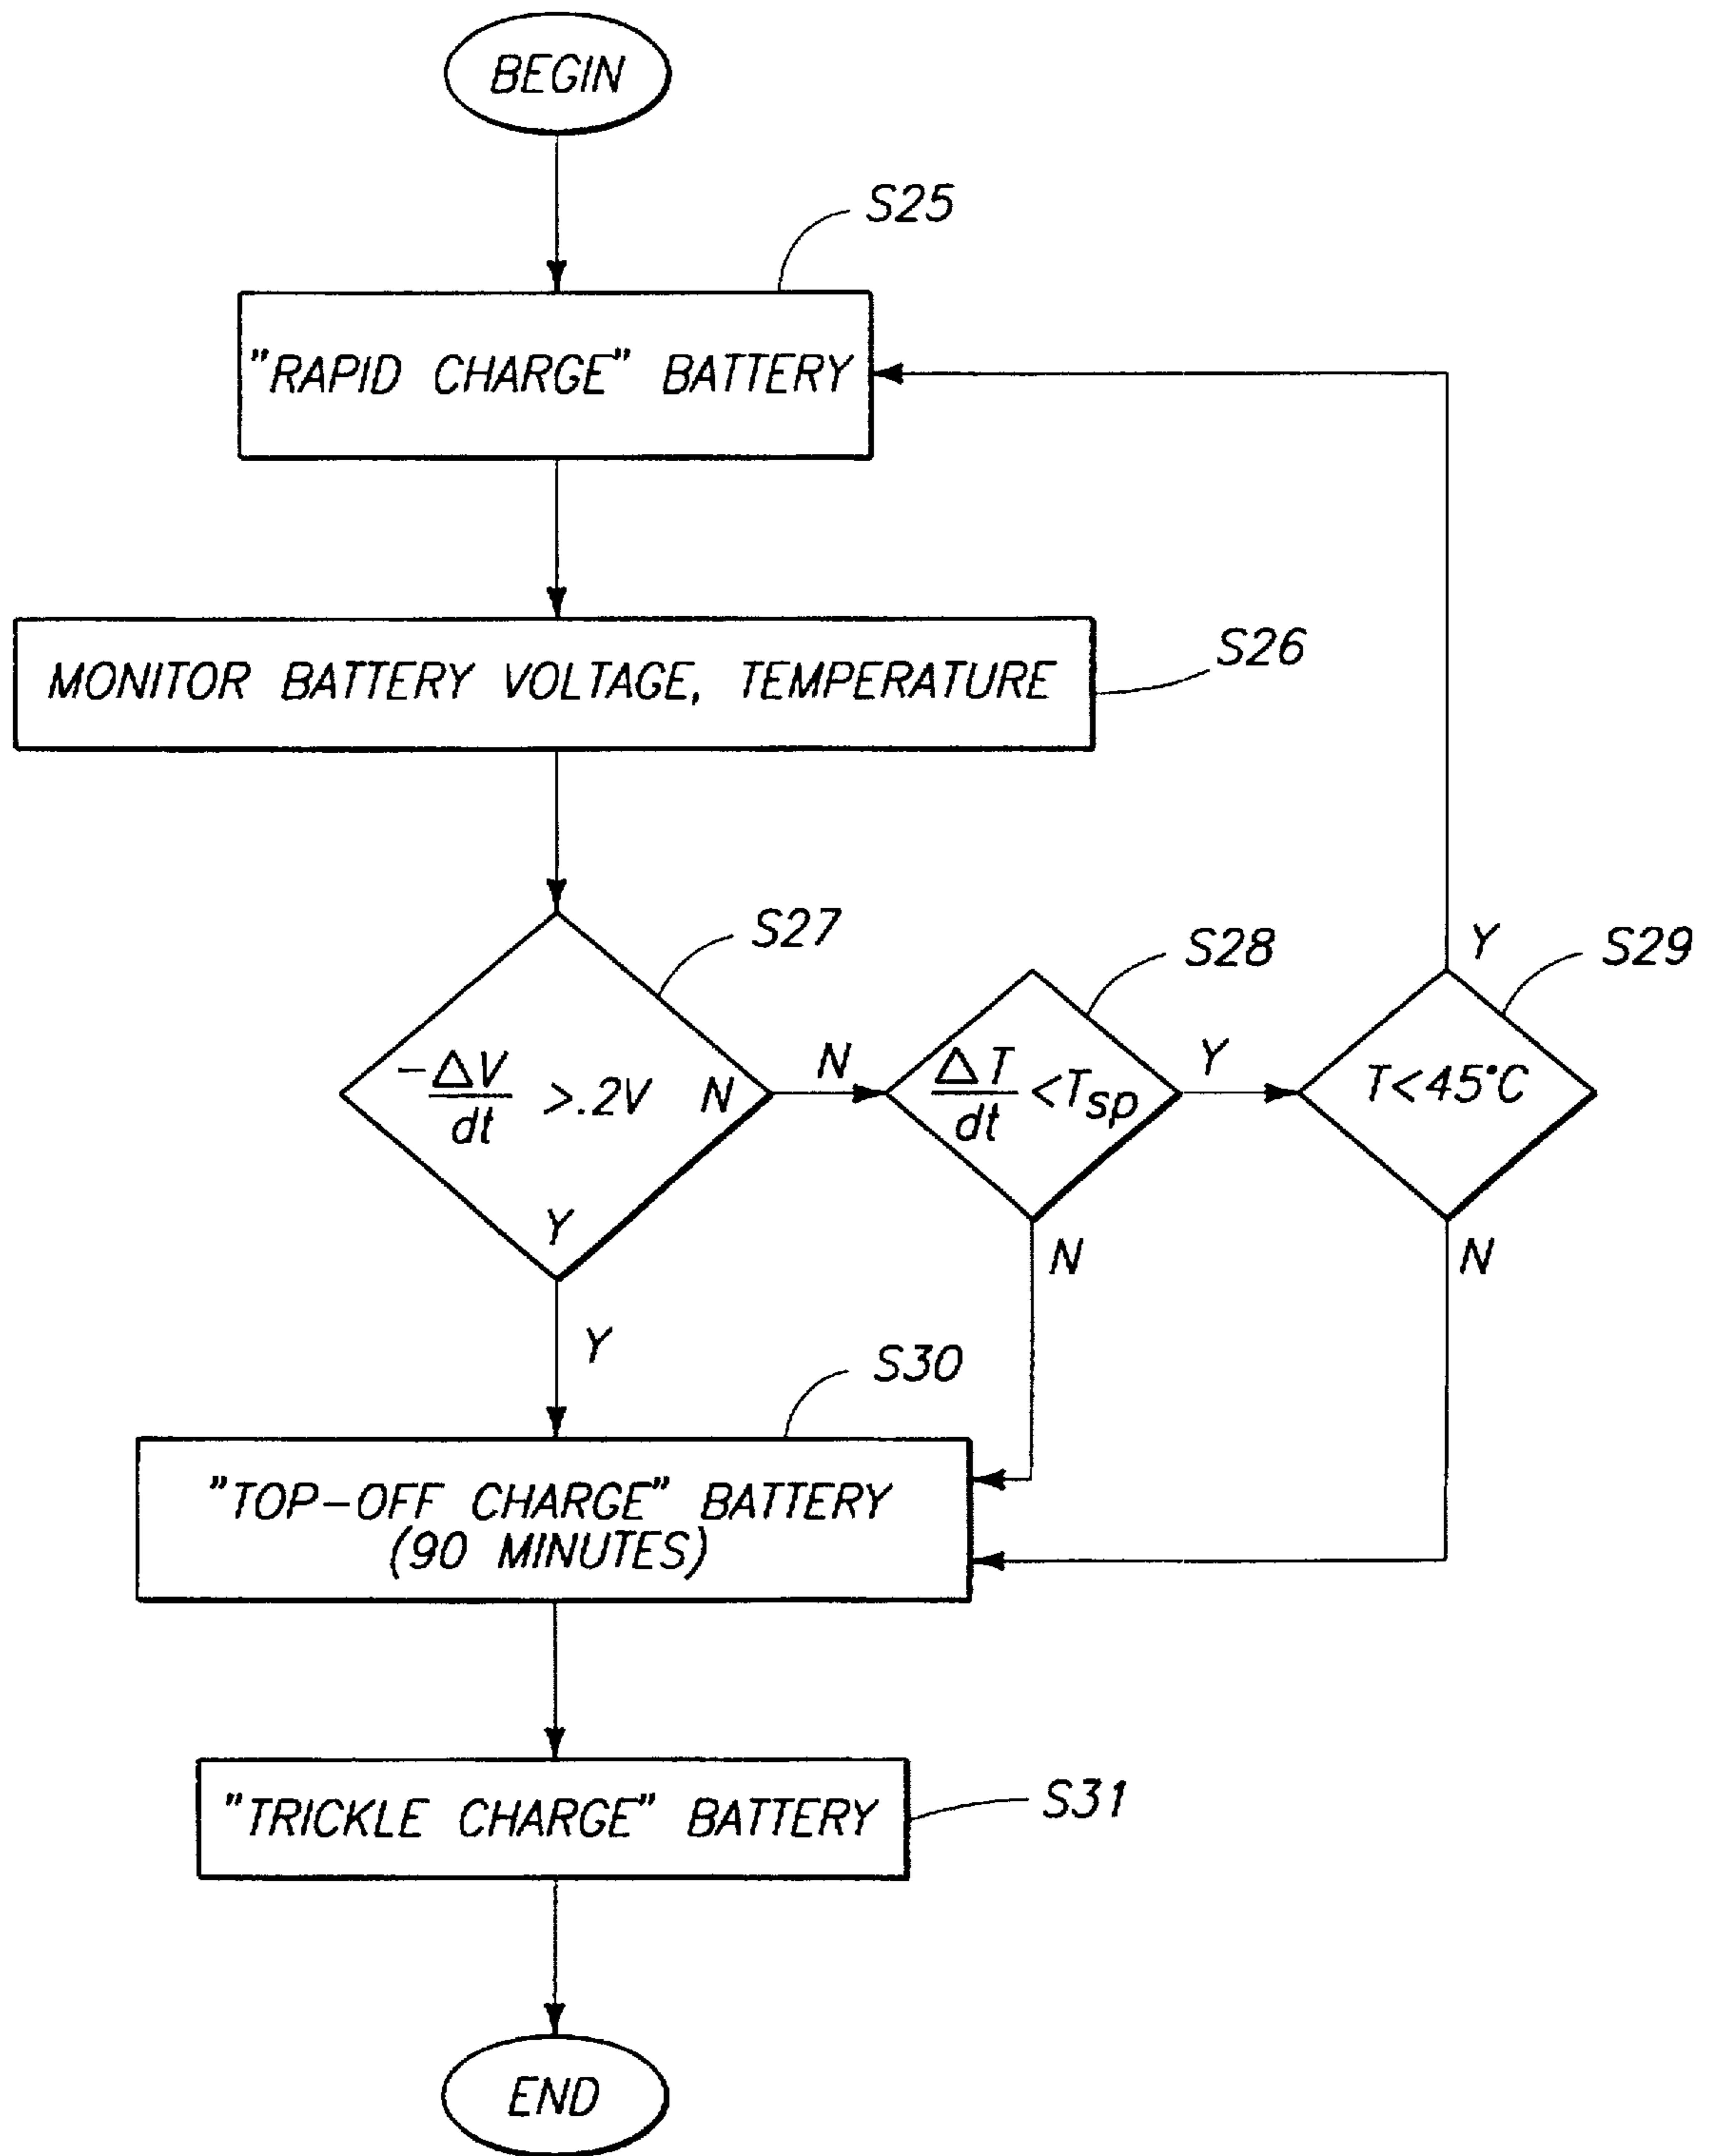 BEGIN
S25
"RAPID CHARGE" BATTERY
S26
MONITOR BATTERY VOLTAGE, TEMPERATURE
S27
-ΔV/dt >.2V
N
Y
N
S28
ΔT/dt <Tsp
Y
N
S29
T<45°C
Y
N
Y
S30
"TOP-OFF CHARGE" BATTERY
(90 MINUTES)
S31
"TRICKLE CHARGE" BATTERY
END